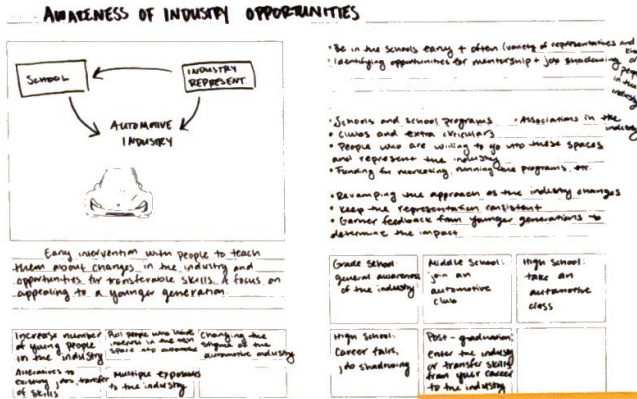 AWARENESS OF INDUSTRY OPPORTUNITIES
SCHOOL
INDUSTRY
REPRESENT.
AUTOMOTIVE
INDUSTRY
Early intervention with people to teach
them about changes in the industry and
opportunities for transferable skills. A focus on
appealing to a younger generation
Increase number
of young people
in the industry
Pull people who have
interest in the tech
space into automotive
Changing the
stigma of the
automotive industry
Alternatives to
existing jobs, transfer
of skills
Multiple exposures
to the industry
• Be in the schools early + often (variety of representatives and
• Identifying opportunities for mentorship + job shadowing
people
in the
industry
• Schools and school programs
• Associations in the
industry
• Clubs and extra circulars
• People who are willing to go into these spaces
and represent the industry
• Funding for marketing, running the programs, etc.
• Revamping the approach as the industry changes
• Keep the representation consistent
• Garner feedback from younger generations to
determine the impact
Grade School:
general awareness
of the industry
Middle School:
join an
automotive
club
High School:
take an
automotive
class
High School:
Career fairs,
job shadowing
Post-graduation:
enter the industry
or transfer skills
from your career
to the industry